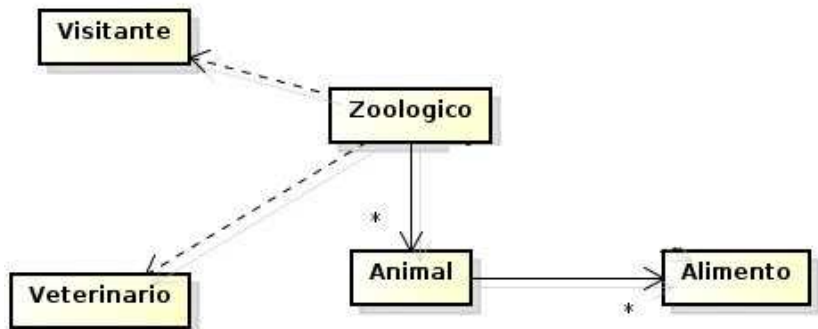 Visitante
Zoologico
*
Animal
Alimento
Veterinario
*